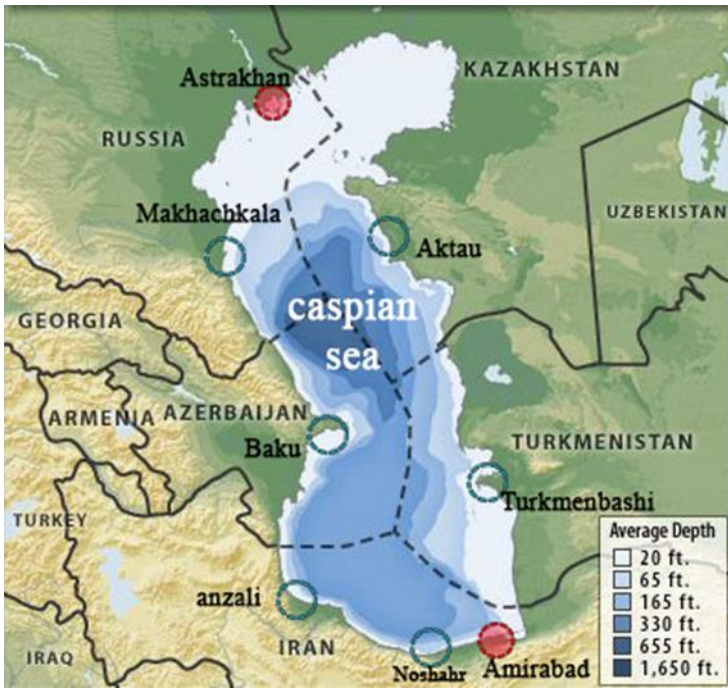 Astrakhan
KAZAKHSTAN
RUSSIA
Makhachkala
UZBEKISTAN
Aktau
caspian
sea
GEORGIA
ARMENIA
AZERBAIJAN
Baku
TURKMENISTAN
Turkmenbashi
TURKEY
anzali
IRAN
IRAQ
Noshahr
Amirabad
Average Depth
20 ft.
65 ft.
165 ft.
330 ft.
655 ft.
1,650 ft.